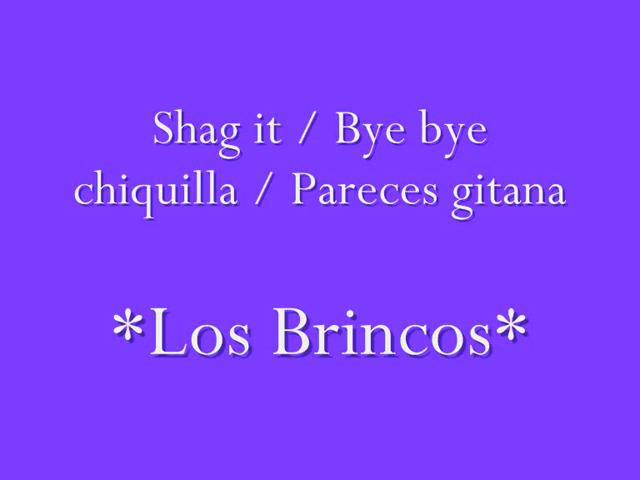 Shag it / Bye bye
chiquilla / Pareces gitana
*Los Brincos*